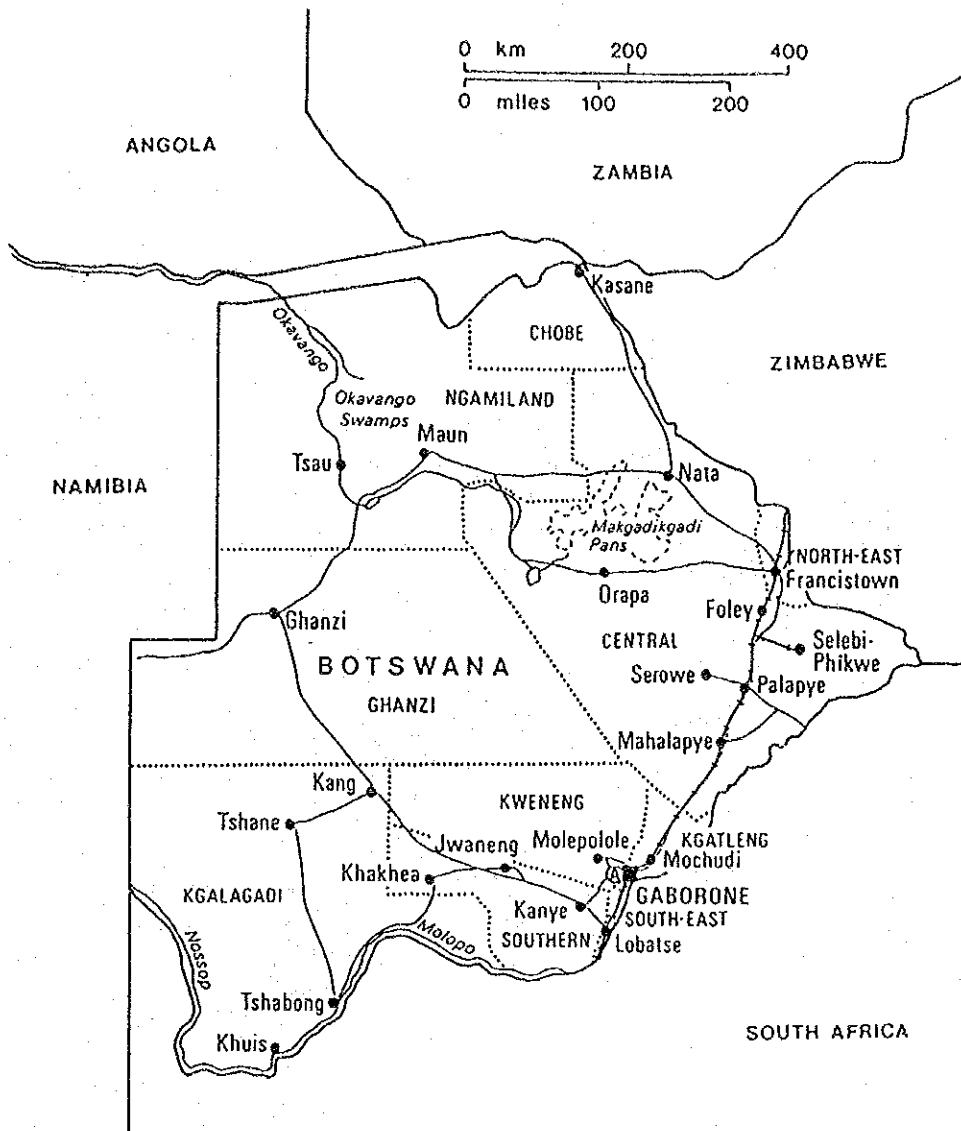 0 km 200 400
0 miles 100 200
ANGOLA
ZAMBIA
Kasane
CHOBE
Okavango
ZIMBABWE
Okavango
Swamps
NGAMILAND
Maun
Tsau
Nata
NAMIBIA
Makgadikgadi
Pans
NORTH-EAST
Francistown
Orapa
Foley
Ghanzi
CENTRAL
Selebi-
Phikwe
BOTSWANA
Serowe
Palapye
GHANZI
Mahalapye
Kang
KWENENG
Tshane
Molepolole
KGATLENG
Jwaneng
Mochudi
Khakhea
A
KGALAGADI
GABORONE
Kanye
SOUTH-EAST
SOUTHERN
Lobatse
Molopo
Nossop
Tshabong
Khuis
SOUTH AFRICA